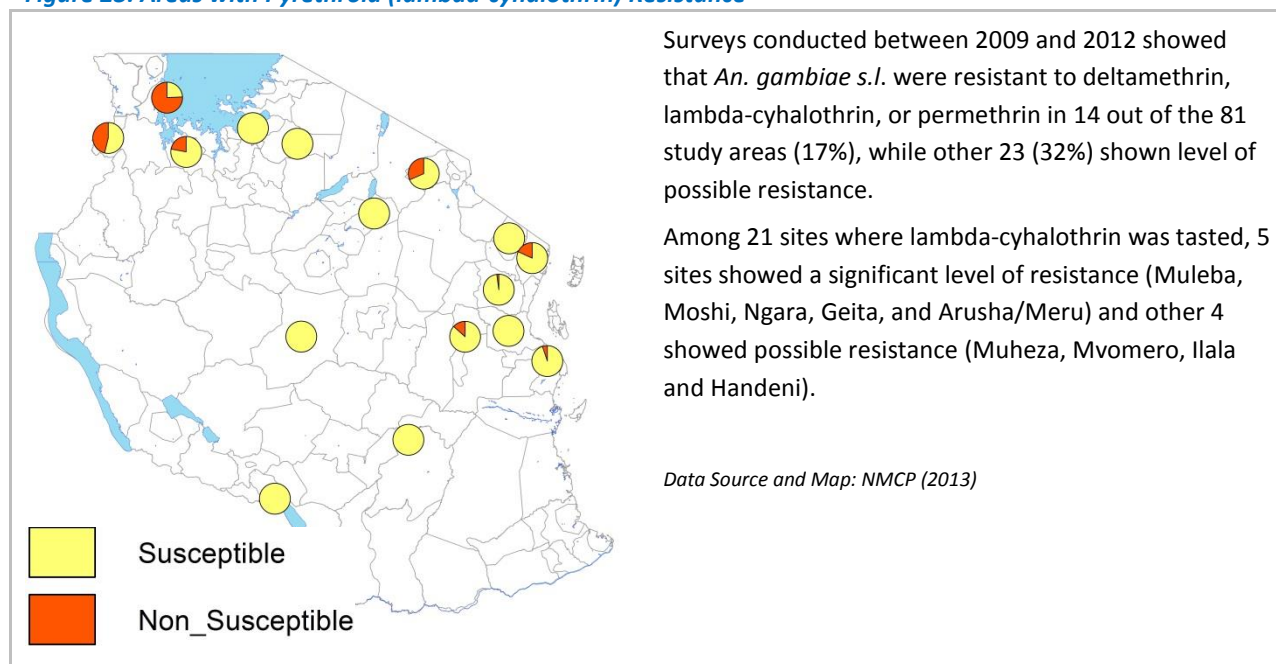 Surveys conducted between 2009 and 2012 showed
that An. gambiae s.l. were resistant to deltamethrin,
lambda-cyhalothrin, or permethrin in 14 out of the 81
study areas (17%), while other 23 (32%) shown level of
possible resistance.
Among 21 sites where lambda-cyhalothrin was tasted, 5
sites showed a significant level of resistance (Muleba,
Moshi, Ngara, Geita, and Arusha/Meru) and other 4
showed possible resistance (Muheza, Mvomero, Ilala
and Handeni).
Data Source and Map: NMCP (2013)
Susceptible
Non_Susceptible